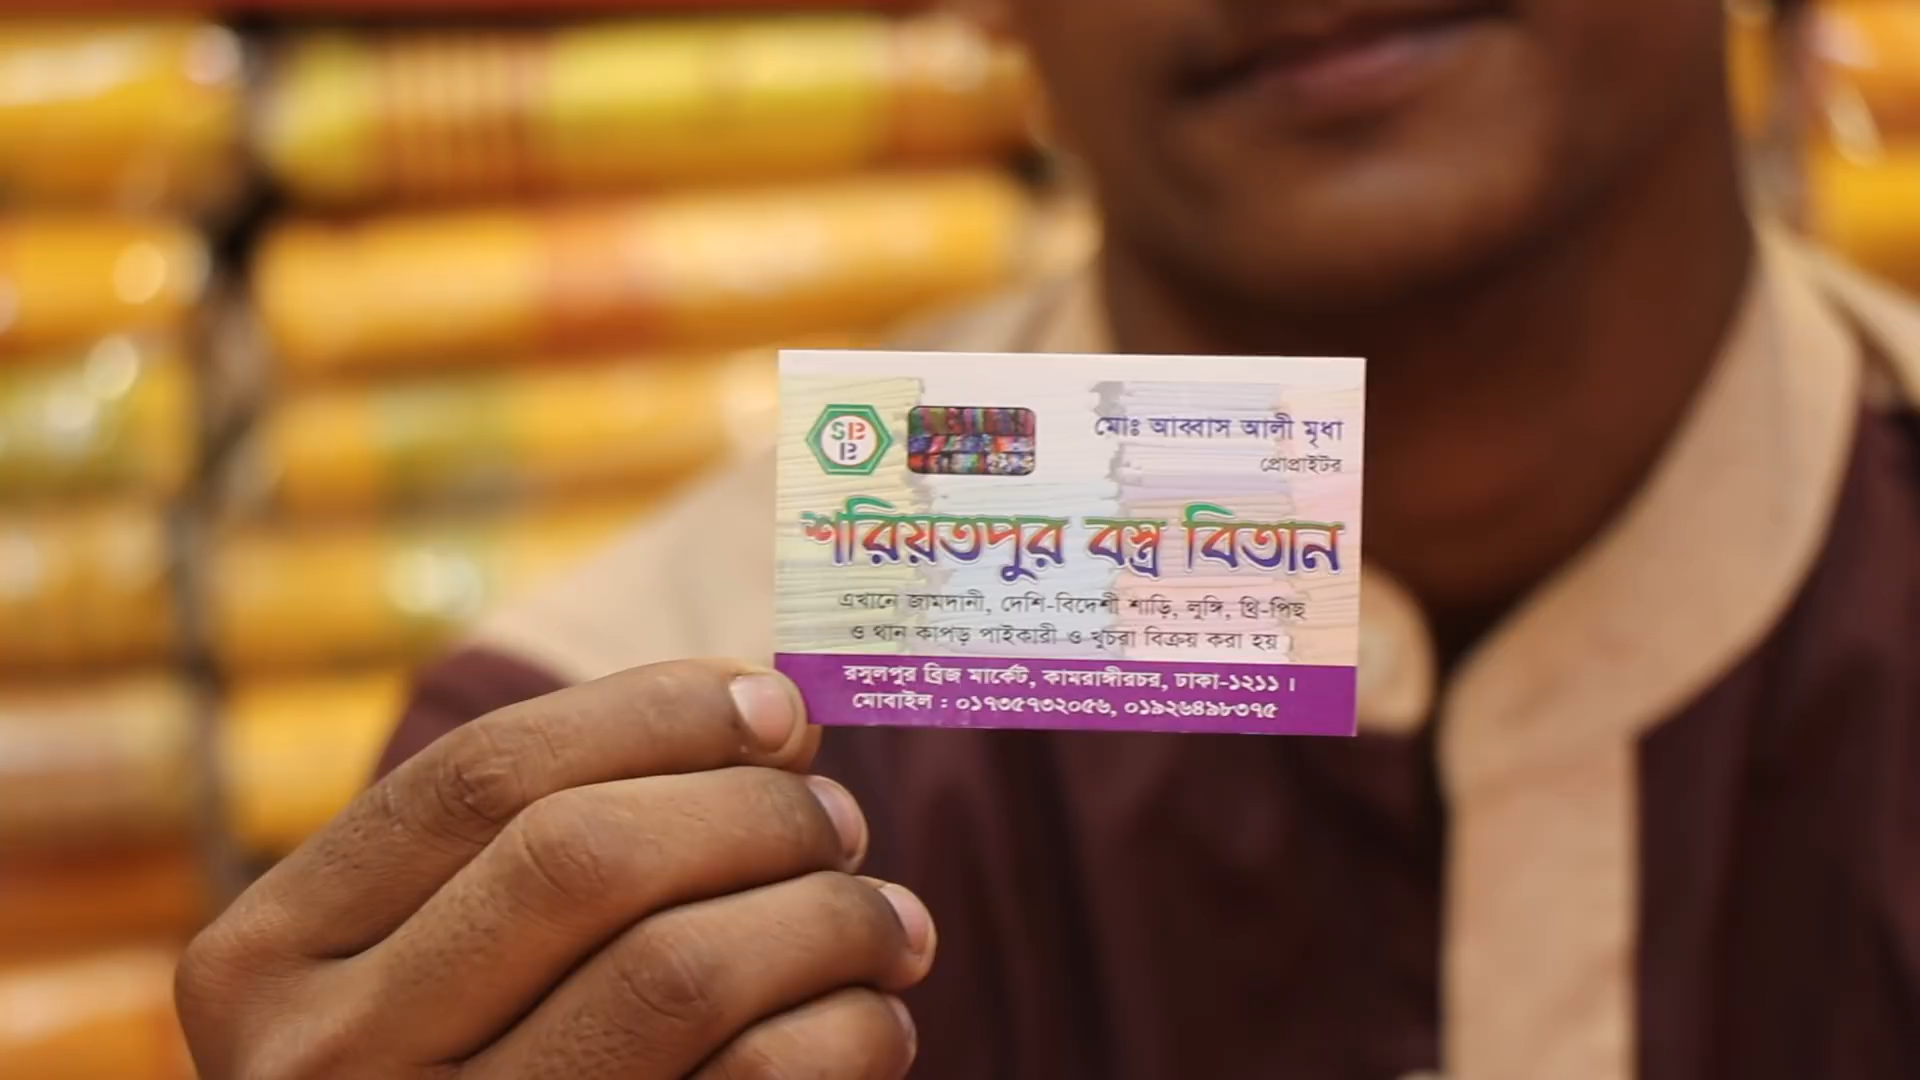 SBB
মোঃ আব্বাস আলী মৃধা
প্রোপ্রাইটর
শরিয়তপুর বস্ত্র বিতান
এখানে জামদানী, দেশি-বিদেশী শাড়ি, লুঙ্গি, থ্রি-পিছ
ও থান কাপড় পাইকারী ও খুচরা বিক্রয় করা হয়।
রসুলপুর ব্রিজ মার্কেট, কামরাঙ্গীরচর, ঢাকা-১২১১।
মোবাইল : ০১৭৩৫৭৩২০৫৬, ০১৯২৬৪৯৮৩৭৫